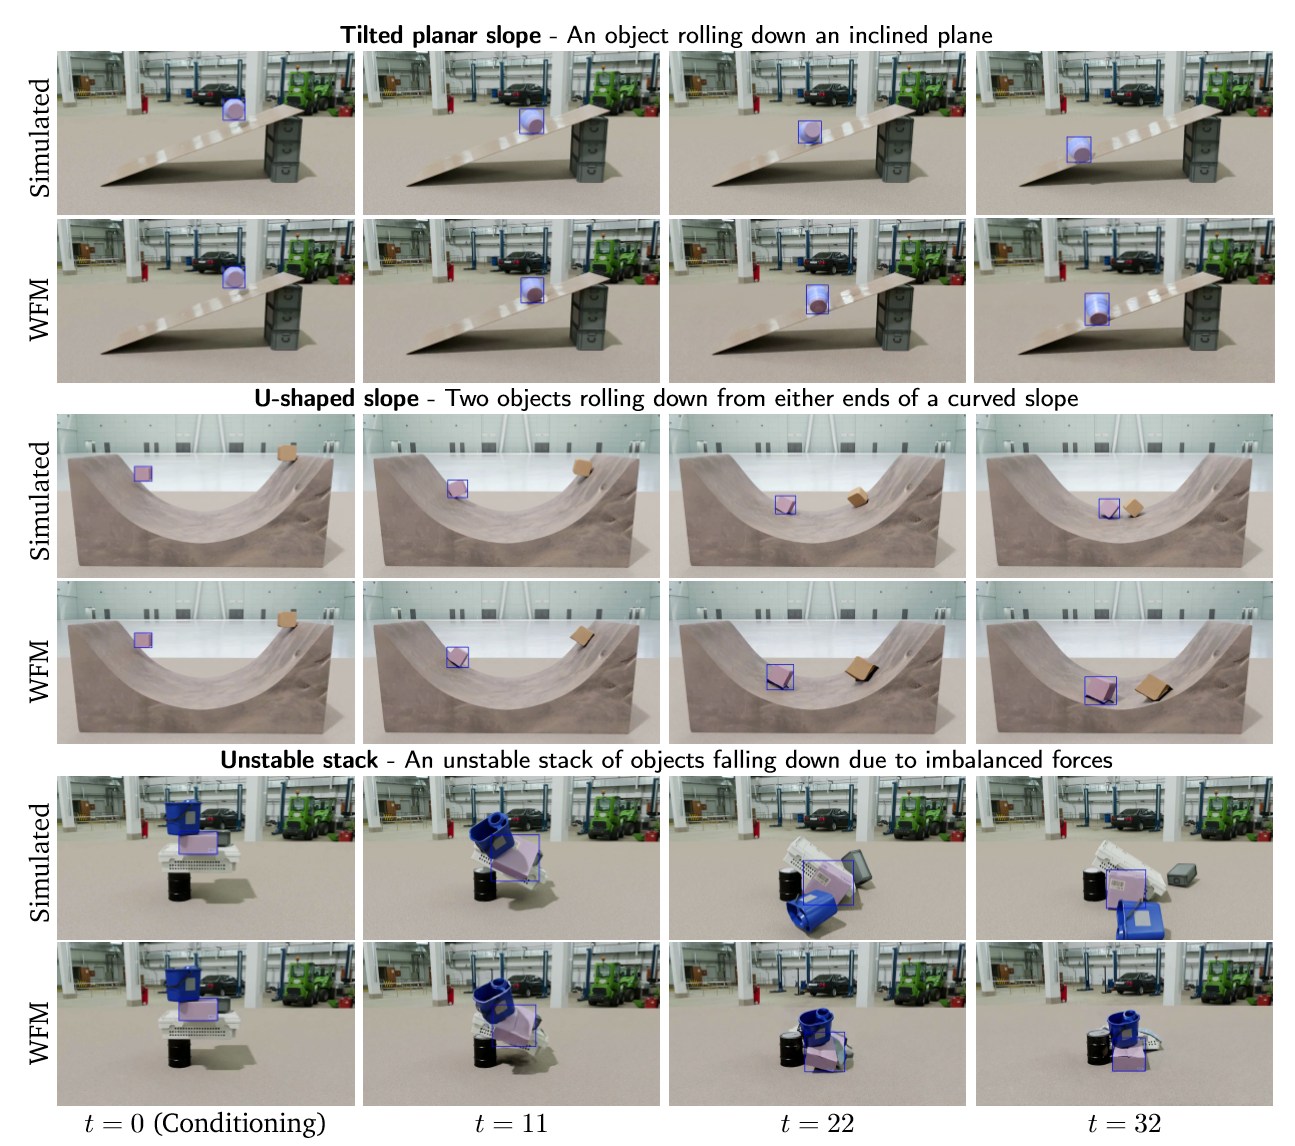 Tilted planar slope - An object rolling down an inclined plane
Simulated
WFM
U-shaped slope - Two objects rolling down from either ends of a curved slope
Simulated
WFM
Unstable stack - An unstable stack of objects falling down due to imbalanced forces
Simulated
WFM
t = 0 (Conditioning) t = 11 t = 22 t = 32